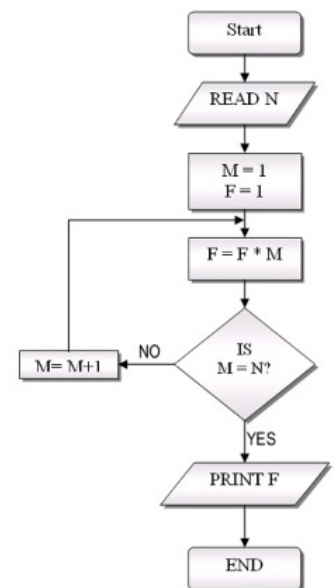 Start
READ N
M = 1
F = 1
F = F * M
IS
M = N?
NO
M= M+1
YES
PRINT F
END